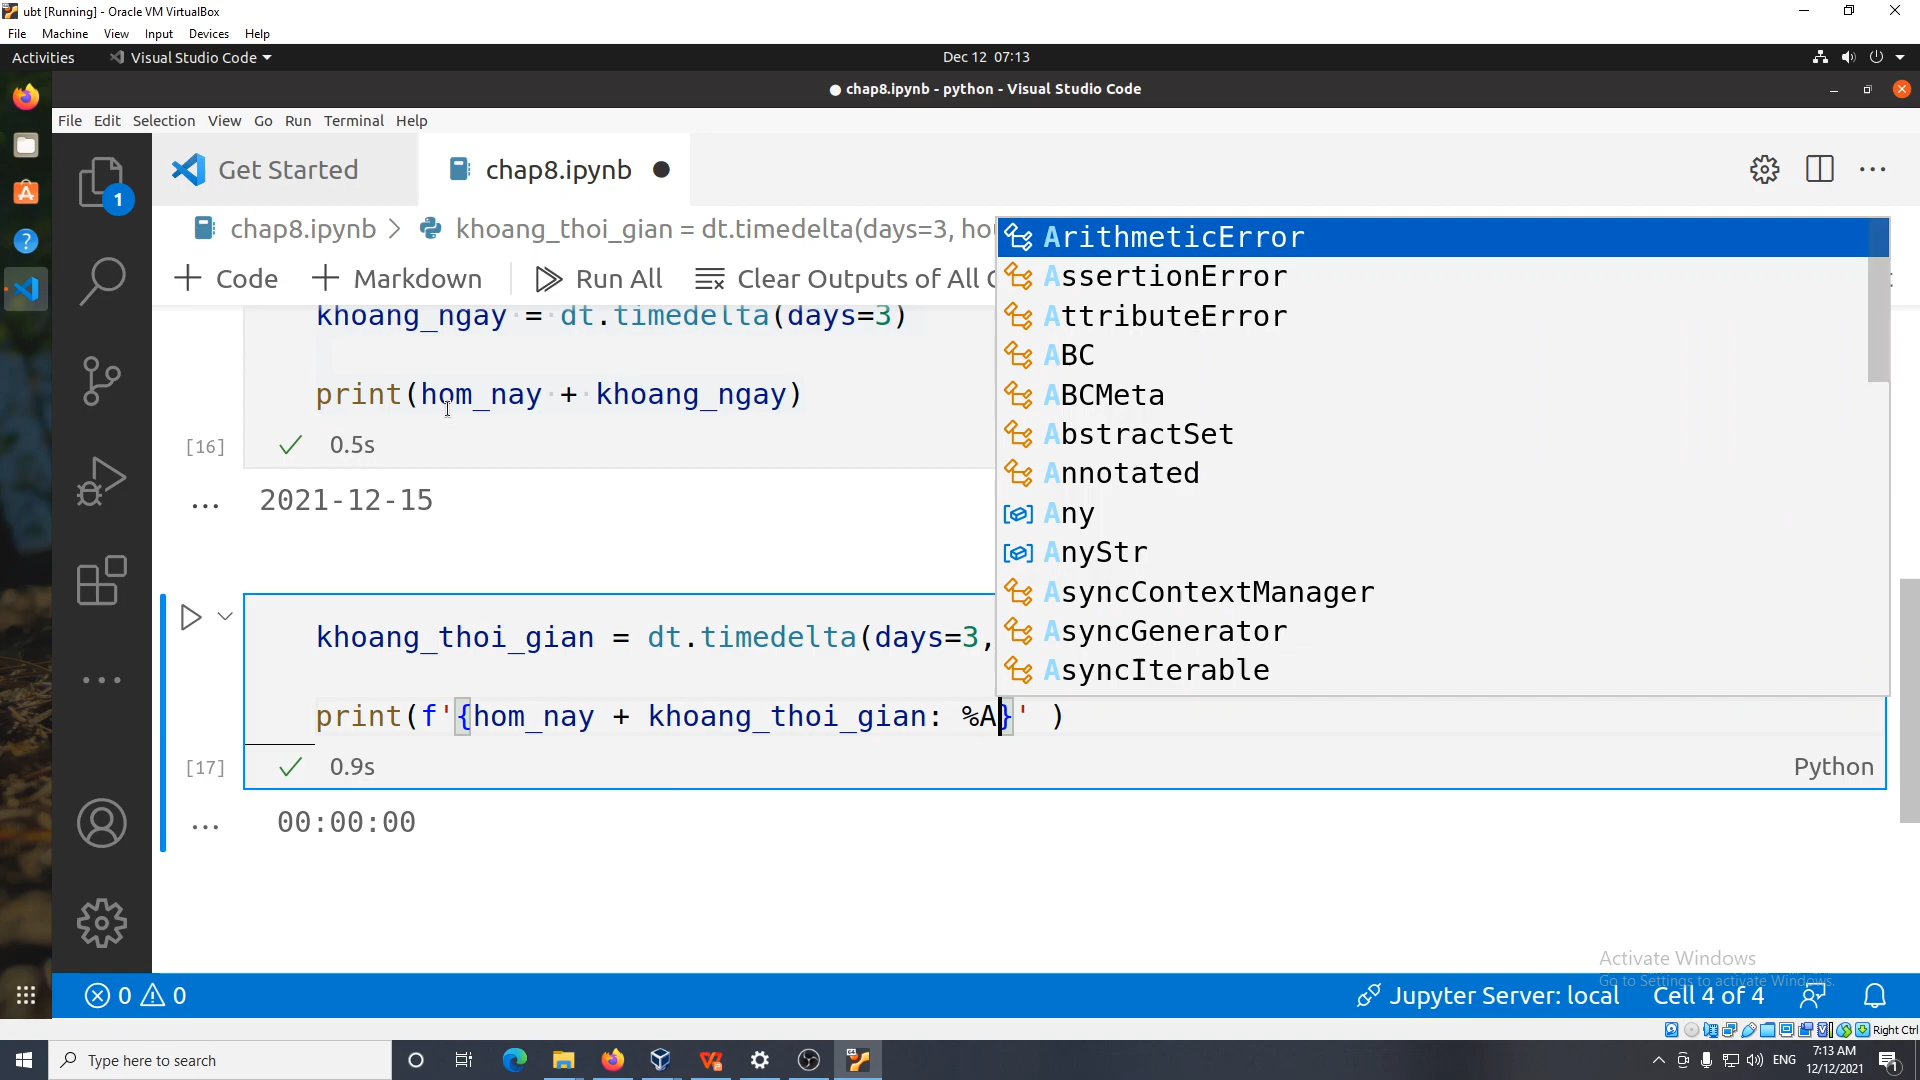 ubt [Running] - Oracle VM VirtualBox
File Machine View Input Devices Help
Activities Visual Studio Code Dec 12 07:13
chap8.ipynb - python - Visual Studio Code
File Edit Selection View Go Run Terminal Help
1
Get Started chap8.ipynb
chap8.ipynb > khoang_thoi_gian = dt.timedelta(days=3,
+ Code + Markdown Run All Clear Outputs of All
khoang_ngay = dt.timedelta(days=3)
print(hom_nay + khoang_ngay)
[16] 0.5s
2021-12-15
ArithmeticError
AssertionError
AttributeError
ABC
ABCMeta
AbstractSet
Annotated
Any
AnyStr
AsyncContextManager
AsyncGenerator
AsyncIterable
khoang_thoi_gian = dt.timedelta(days=3,
print(f'{hom_nay + khoang_thoi_gian: %A}' )
[17] 0.9s Python
00:00:00
Activate Windows
Go to Settings to activate Windows.
0 0 Jupyter Server: local Cell 4 of 4
Right Ctrl
Type here to search ENG 7:13 AM
12/12/2021
1